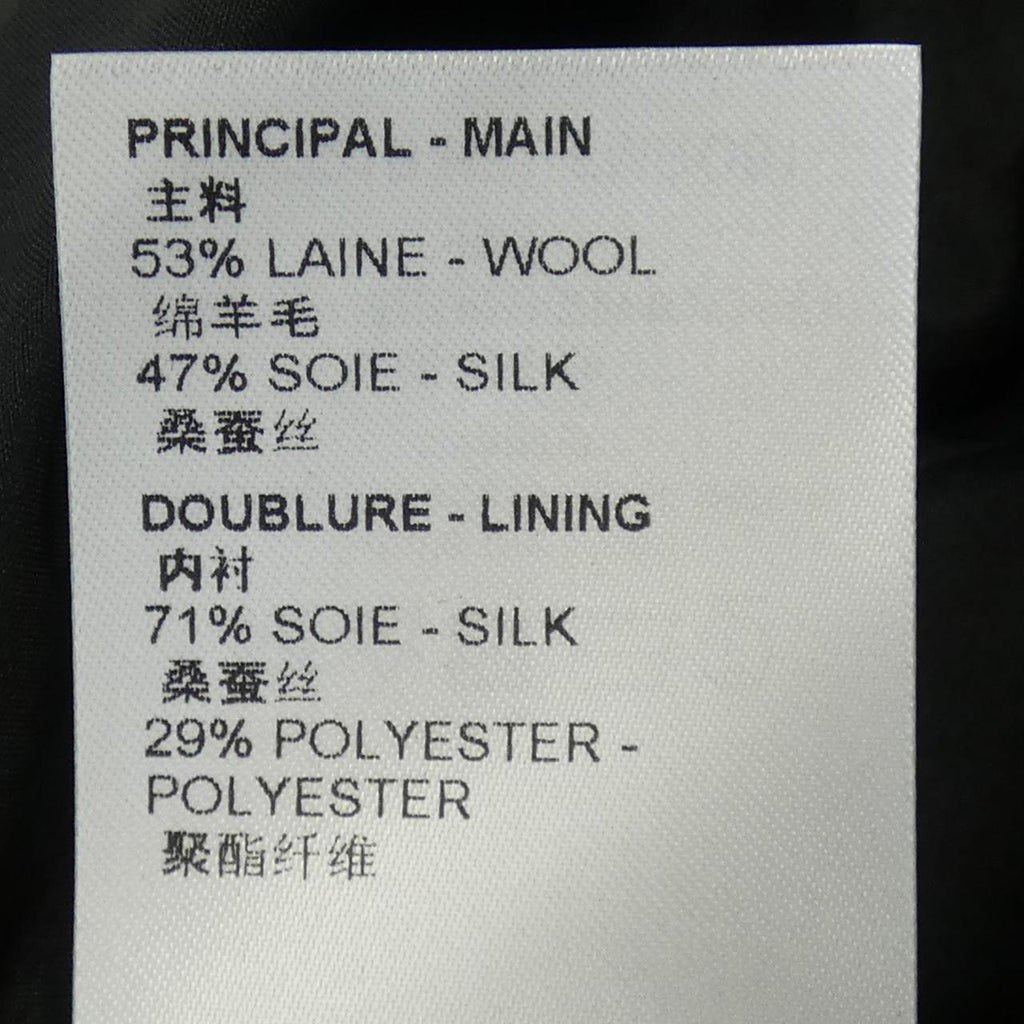 PRINCIPAL - MAIN
主料
53% LAINE - WOOL
绵羊毛
47% SOIE - SILK
桑蚕丝
DOUBLURE - LINING
内衬
71% SOIE - SILK
桑蚕丝
29% POLYESTER -
POLYESTER
聚酯纤维